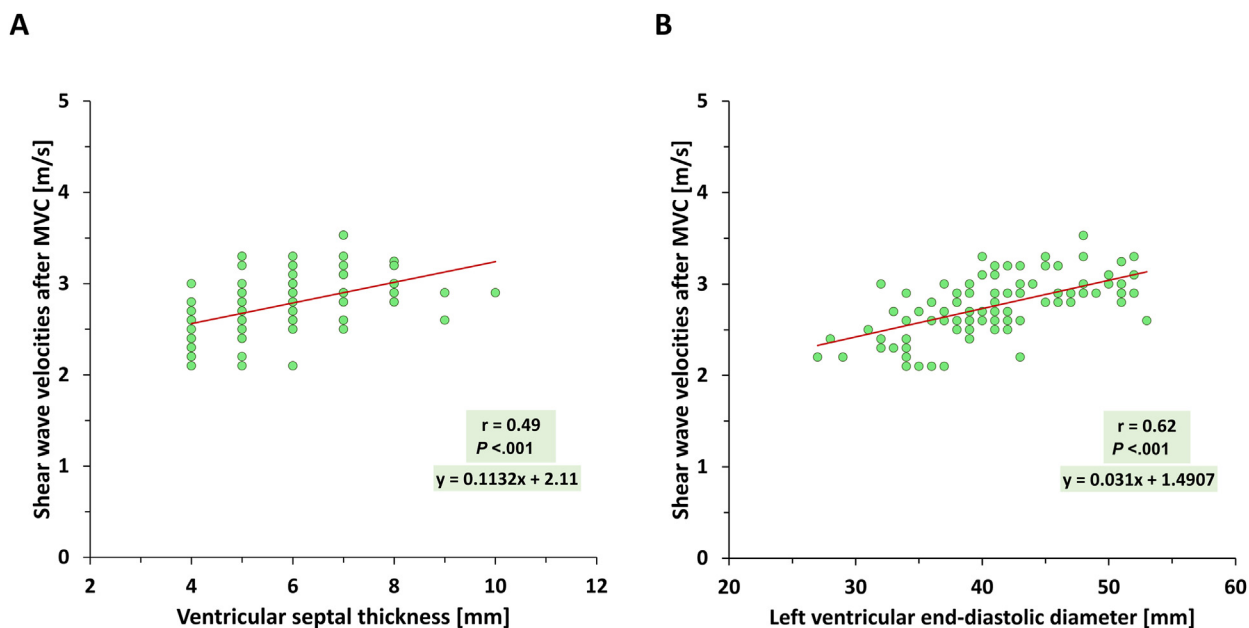 A
B
Shear wave velocities after MVC [m/s]
5
4
3
2
1
0
r = 0.49
P <.001
y = 0.1132x + 2.11
2
4
6
8
10
12
Ventricular septal thickness [mm]
Shear wave velocities after MVC [m/s]
5
4
3
2
1
0
r = 0.62
P <.001
y = 0.031x + 1.4907
20
30
40
50
60
Left ventricular end-diastolic diameter [mm]